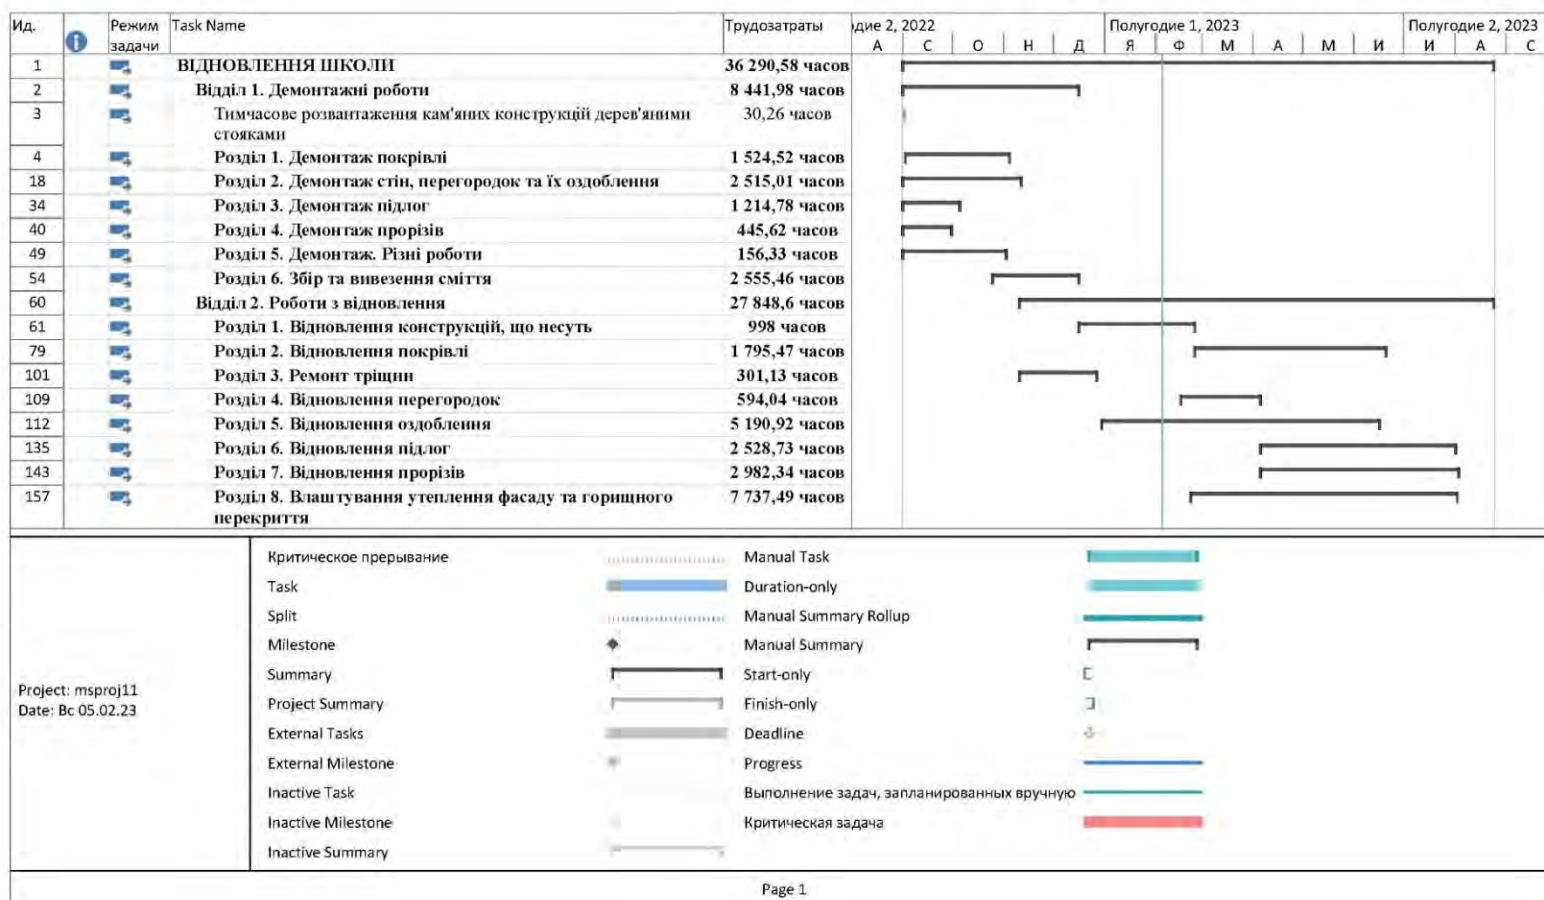 Ид. Режим задачи Task Name Трудозатраты
дие 2, 2022 Полугодие 1, 2023 Полугодие 2, 2023
А С О Н Д Я Ф М А М И И А С
1 ВІДНОВЛЕННЯ ШКОЛИ 36 290,58 часов
2 Відділ 1. Демонтажні роботи 8 441,98 часов
3 Тимчасове розвантаження кам'яних конструкцій дерев'яними 30,26 часов
стояками
4 Розділ 1. Демонтаж покрівлі 1 524,52 часов
18 Розділ 2. Демонтаж стін, перегородок та їх оздоблення 2 515,01 часов
34 Розділ 3. Демонтаж підлог 1 214,78 часов
40 Розділ 4. Демонтаж прорізів 445,62 часов
49 Розділ 5. Демонтаж. Різні роботи 156,33 часов
54 Розділ 6. Збір та вивезення сміття 2 555,46 часов
60 Відділ 2. Роботи з відновлення 27 848,6 часов
61 Розділ 1. Відновлення конструкцій, що несуть 998 часов
79 Розділ 2. Відновлення покрівлі 1 795,47 часов
101 Розділ 3. Ремонт тріщин 301,13 часов
109 Розділ 4. Відновлення перегородок 594,04 часов
112 Розділ 5. Відновлення оздоблення 5 190,92 часов
135 Розділ 6. Відновлення підлог 2 528,73 часов
143 Розділ 7. Відновлення прорізів 2 982,34 часов
157 Розділ 8. Влаштування утеплення фасаду та горищного 7 737,49 часов
перекриття
Project: msproj11
Date: Вс 05.02.23
Критическое прерывание
Task
Split
Milestone
Summary
Project Summary
External Tasks
External Milestone
Inactive Task
Inactive Milestone
Inactive Summary
Manual Task
Duration-only
Manual Summary Rollup
Manual Summary
Start-only
Finish-only
Deadline
Progress
Выполнение задач, запланированных вручную
Критическая задача
Page 1